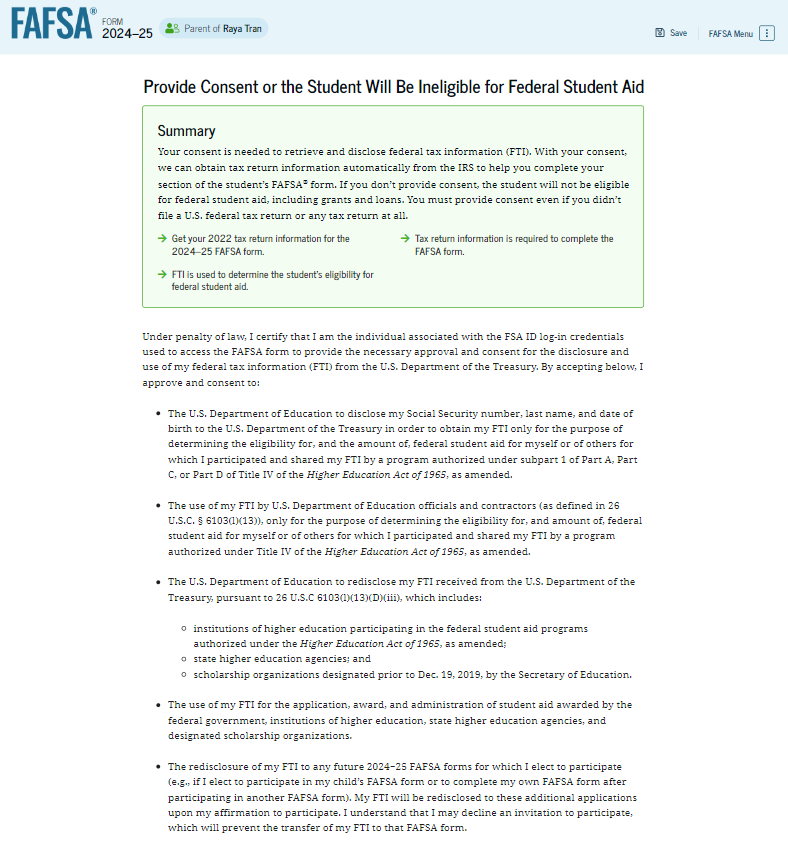 FAFSA® FORM 2024–25 Parent of Raya Tran Save FAFSA Menu
Provide Consent or the Student Will Be Ineligible for Federal Student Aid
Summary
Your consent is needed to retrieve and disclose federal tax information (FTI). With your consent,
we can obtain tax return information automatically from the IRS to help you complete your
section of the student's FAFSA® form. If you don't provide consent, the student will not be eligible
for federal student aid, including grants and loans. You must provide consent even if you didn't
file a U.S. federal tax return or any tax return at all.
→ Get your 2022 tax return information for the
2024–25 FAFSA form.
→ Tax return information is required to complete the
FAFSA form.
→ FTI is used to determine the student's eligibility for
federal student aid.
Under penalty of law, I certify that I am the individual associated with the FSA ID log-in credentials
used to access the FAFSA form to provide the necessary approval and consent for the disclosure and
use of my federal tax information (FTI) from the U.S. Department of the Treasury. By accepting below, I
approve and consent to:
• The U.S. Department of Education to disclose my Social Security number, last name, and date of
birth to the U.S. Department of the Treasury in order to obtain my FTI only for the purpose of
determining the eligibility for, and the amount of, federal student aid for myself or of others for
which I participated and shared my FTI by a program authorized under subpart 1 of Part A, Part
C, or Part D of Title IV of the Higher Education Act of 1965, as amended.
• The use of my FTI by U.S. Department of Education officials and contractors (as defined in 26
U.S.C. § 6103(l)(13)), only for the purpose of determining the eligibility for, and amount of, federal
student aid for myself or of others for which I participated and shared my FTI by a program
authorized under Title IV of the Higher Education Act of 1965, as amended.
• The U.S. Department of Education to redisclose my FTI received from the U.S. Department of the
Treasury, pursuant to 26 U.S.C 6103(l)(13)(D)(iii), which includes:
○ institutions of higher education participating in the federal student aid programs
authorized under the Higher Education Act of 1965, as amended;
○ state higher education agencies; and
○ scholarship organizations designated prior to Dec. 19, 2019, by the Secretary of Education.
• The use of my FTI for the application, award, and administration of student aid awarded by the
federal government, institutions of higher education, state higher education agencies, and
designated scholarship organizations.
• The redisclosure of my FTI to any future 2024–25 FAFSA forms for which I elect to participate
(e.g., if I elect to participate in my child's FAFSA form or to complete my own FAFSA form after
participating in another FAFSA form). My FTI will be redisclosed to these additional applications
upon my affirmation to participate. I understand that I may decline an invitation to participate,
which will prevent the transfer of my FTI to that FAFSA form.